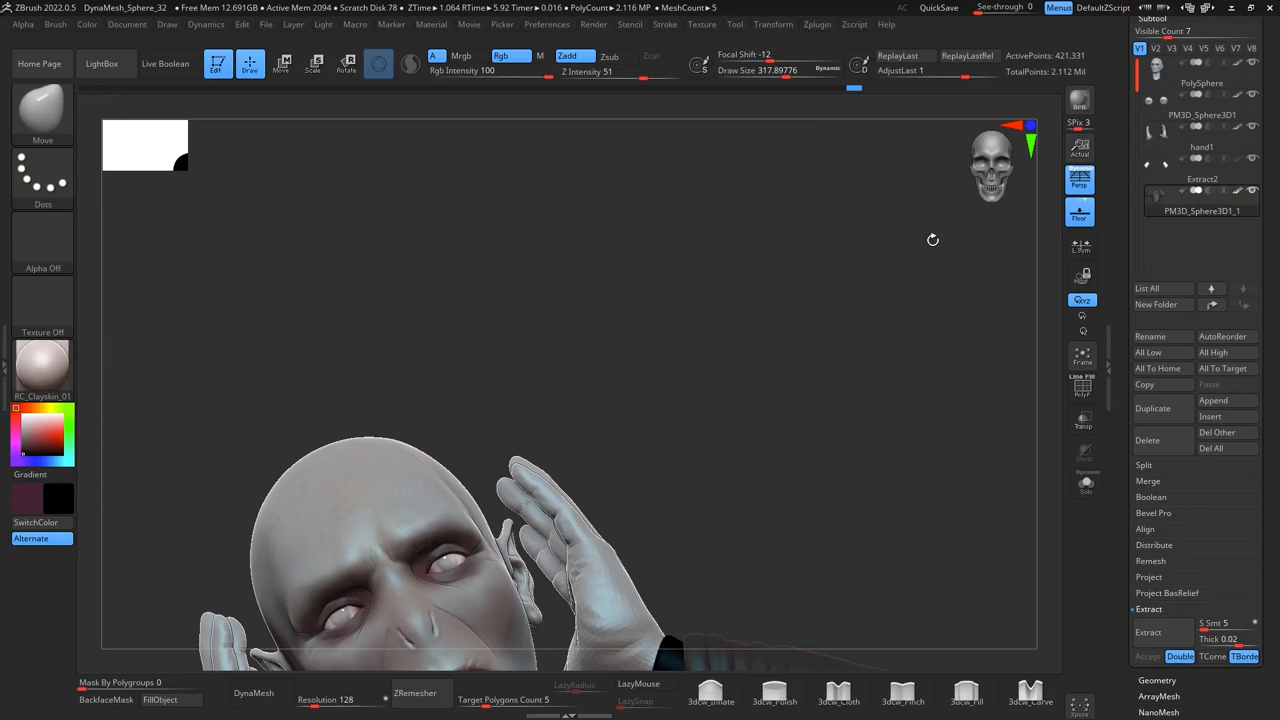 ZBrush 2022.0.5 DynaMesh_Sphere_32 • Free Mem 12.691GB • Active Mem 2094 • Scratch Disk 78 • ZTime▸1.064 RTime▸5.92 Timer▸0.016 • PolyCount▸2.116 MP • MeshCount▸5 AC QuickSave See-through 0 Menus DefaultZScript
Alpha Brush Color Document Draw Dynamics Edit File Layer Light Macro Marker Material Movie Picker Preferences Render Stencil Stroke Texture Tool Transform Zplugin Zscript Help
Home Page LightBox Live Boolean Edit Draw Move Scale Rotate
A Mrgb Rgb M Zadd Zsub Zcut
Rgb Intensity 100 Z Intensity 51
Focal Shift -12
Draw Size 317.89776 Dynamic
S
D
ReplayLast ReplayLastRel
AdjustLast 1
ActivePoints: 421,331
TotalPoints: 2.112 Mil
Move
Dots
Alpha Off
Texture Off
RC_Clayskin_01
Gradient
SwitchColor
Alternate
BPR
SPix 3
Actual
Dynamic
Persp
Floor
L.Sym
XYZ
Frame
Line Fill
PolyF
Transp
Ghost
Dynamic
Solo
Xpose
Subtool
Visible Count 7
V1 V2 V3 V4 V5 V6 V7 V8
PolySphere
PM3D_Sphere3D1
hand1
Extract2
PM3D_Sphere3D1_1
List All
New Folder
Rename AutoReorder
All Low All High
All To Home All To Target
Copy Paste
Duplicate Append
Insert
Delete Del Other
Del All
Split
Merge
Boolean
Bevel Pro
Align
Distribute
Remesh
Project
Project BasRelief
Extract
Extract S Smt 5
Thick 0.02
Accept Double TCorne TBorde
Geometry
ArrayMesh
NanoMesh
Mask By Polygroups 0
BackfaceMask FillObject
DynaMesh
Resolution 128
ZRemesher
Target Polygons Count 5
LazyRadius LazyMouse
LazySnap
3dcw_Inflate 3dcw_Polish 3dcw_Cloth 3dcw_Pinch 3dcw_Fill 3dcw_Carve